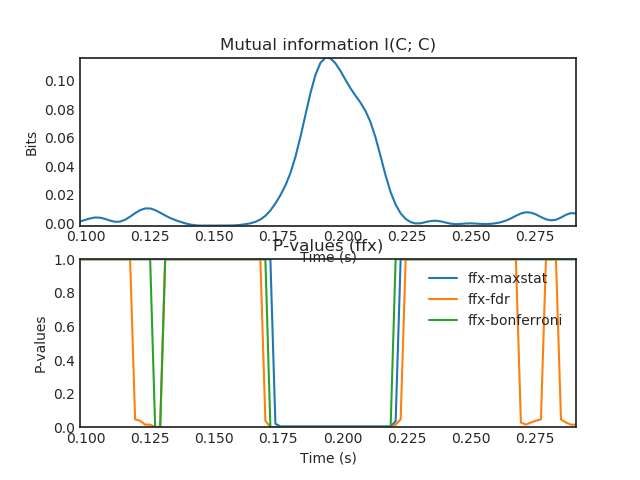 Mutual information I(C; C)
0.10
0.08
0.06
0.04
0.02
0.00
Bits
0.100 0.125 0.150 0.175 0.200 0.225 0.250 0.275
Time (s)
P-values (ffx)
1.0
0.8
0.6
0.4
0.2
0.0
P-values
ffx-maxstat
ffx-fdr
ffx-bonferroni
0.100 0.125 0.150 0.175 0.200 0.225 0.250 0.275
Time (s)